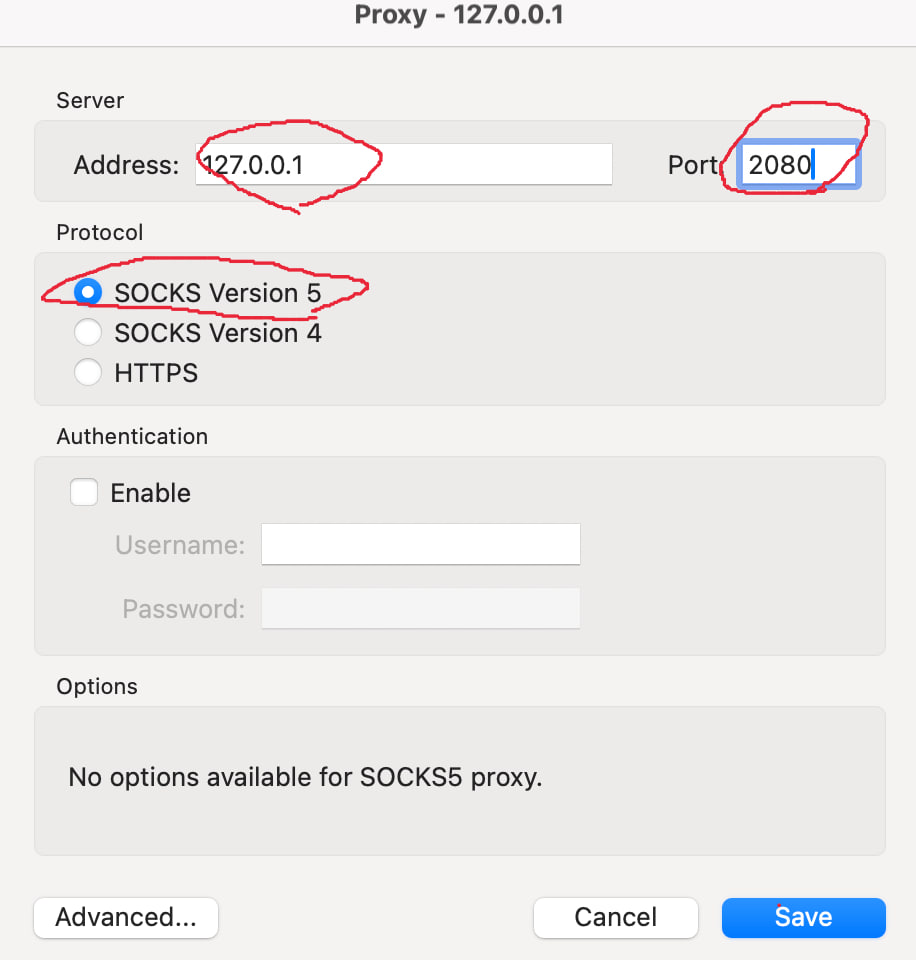 Proxy - 127.0.0.1
Server
Address: 127.0.0.1 Port: 2080
Protocol
SOCKS Version 5
SOCKS Version 4
HTTPS
Authentication
Enable
Username:
Password:
Options
No options available for SOCKS5 proxy.
Advanced... Cancel Save